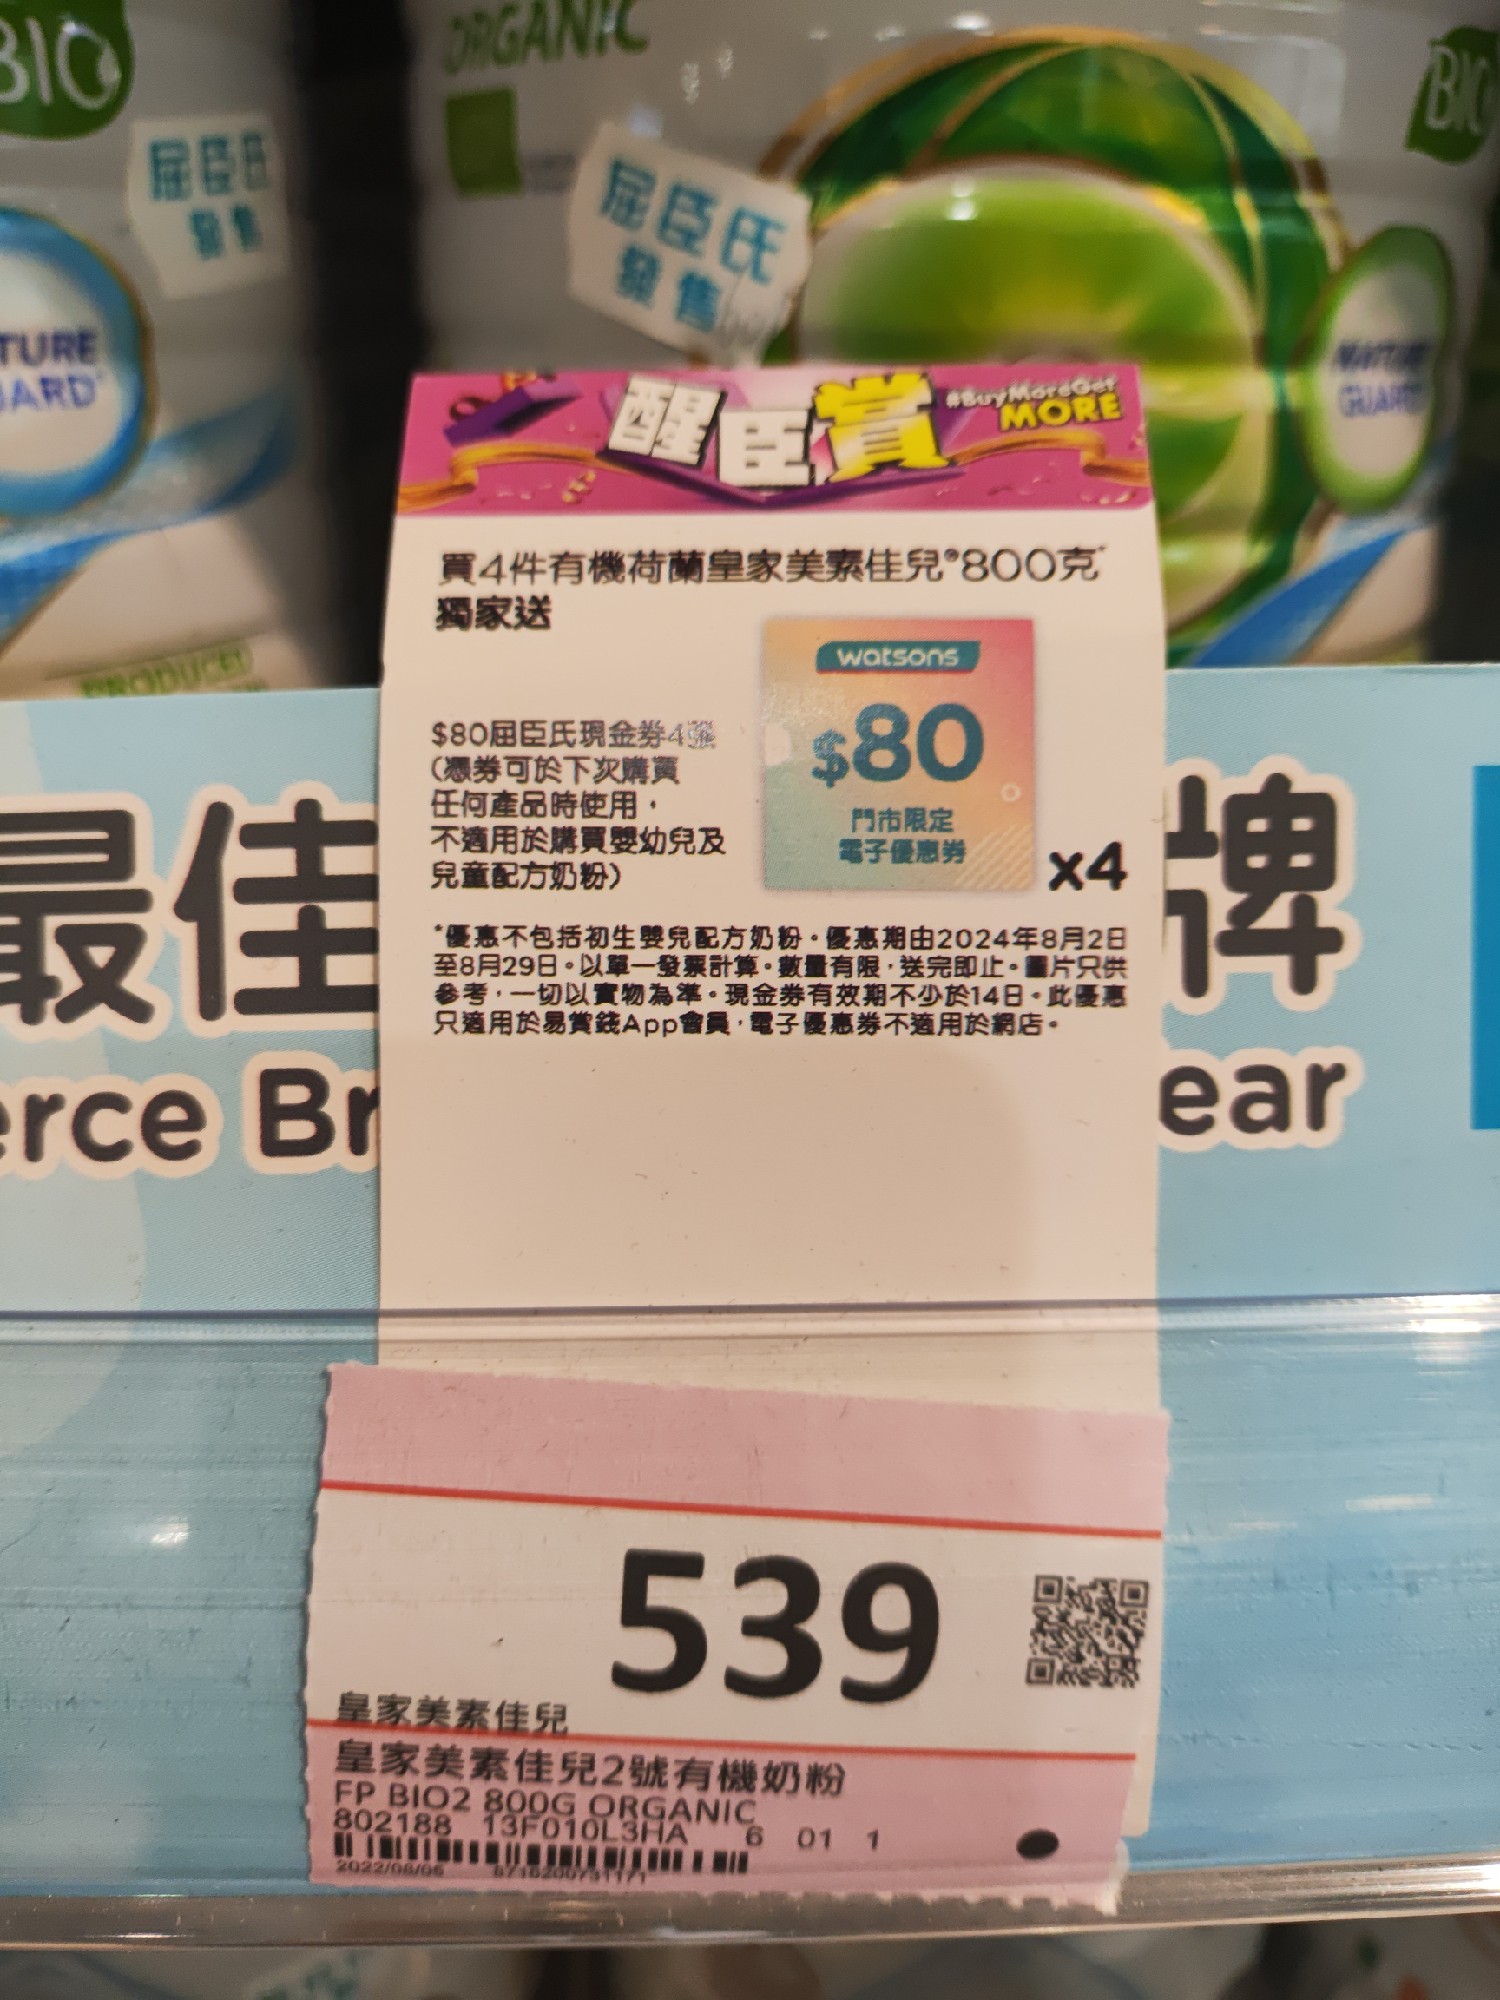 BIO
ORGANIC
BIO
屈臣氏
發售
屈臣氏
發售
TURE
ARD
NATURE
GUARD
醒臣賞
#BuyMoreGet
MORE
買4件有機荷蘭皇家美素佳兒®800克*
獨家送
watsons
$80
門市限定
電子優惠券
x4
$80屈臣氏現金券4張
(憑券可於下次購買
任何產品時使用，
不適用於購買嬰幼兒及
兒童配方奶粉)
*優惠不包括初生嬰兒配方奶粉。優惠期由2024年8月2日
至8月29日。以單一發票計算。數量有限，送完即止。圖片只供
參考，一切以實物為準。現金券有效期不少於14日。此優惠
只適用於易賞錢App會員，電子優惠券不適用於網店。
PRODUCED
最佳
牌
erce Br
ear
539
皇家美素佳兒
皇家美素佳兒2號有機奶粉
FP BIO2 800G ORGANIC
802188 13F010L3HA 6 01 1
2022/06/06 8716200731171